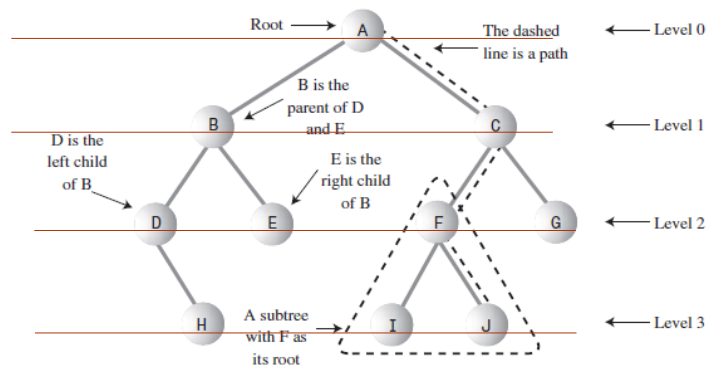 Root
A
The dashed
line is a path
Level 0
B is the
parent of D
and E
B
C
Level 1
D is the
left child
of B
E is the
right child
of B
D
E
F
G
Level 2
A subtree
with F as
its root
H
I
J
Level 3